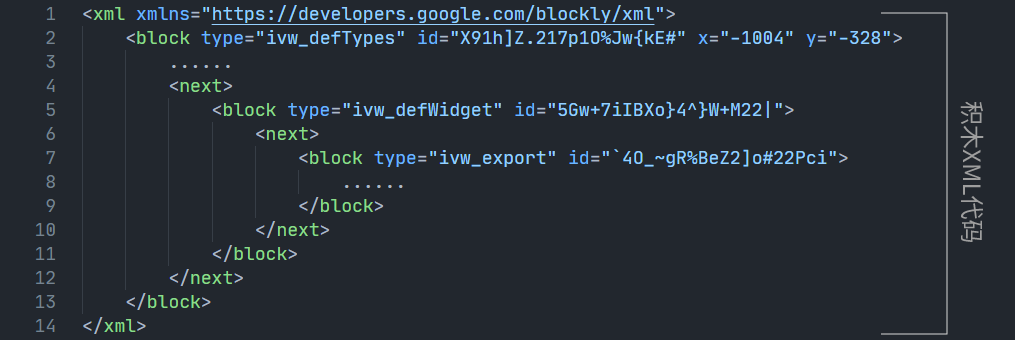 1 <xml xmlns="https://developers.google.com/blockly/xml">
2 <block type="ivw_defTypes" id="X91h]Z.217p1O%Jw{kE#" x="-1004" y="-328">
3 ......
4 <next>
5 <block type="ivw_defWidget" id="5Gw+7iIBXo}4^}W+M22|">
6 <next>
7 <block type="ivw_export" id="`4O_~gR%BeZ2]o#22Pci">
8 ......
9 </block>
10 </next>
11 </block>
12 </next>
13 </block>
14 </xml>
积木XML代码